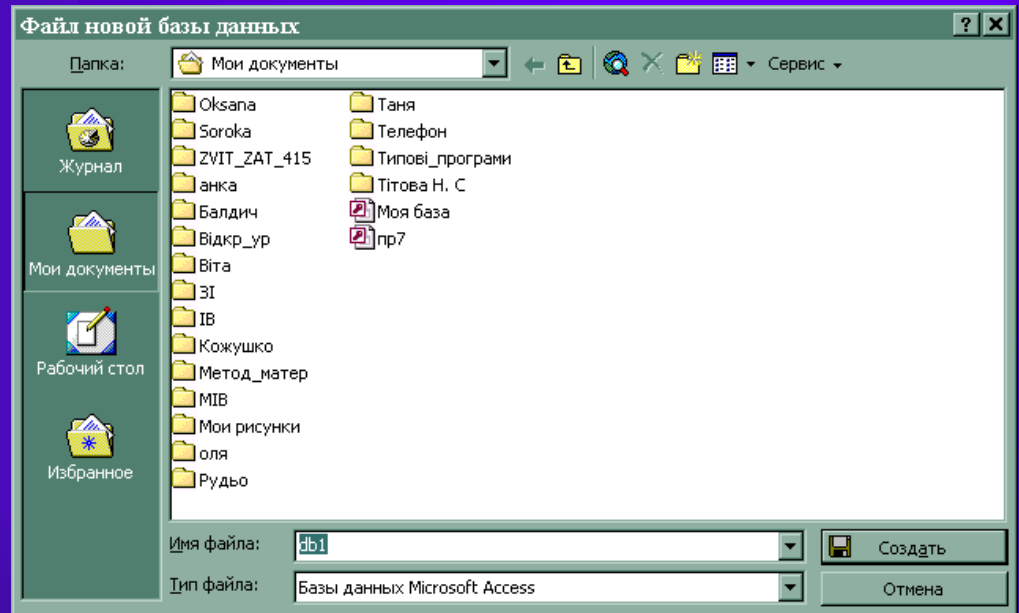 Файл новой базы данных
Папка: Мои документы Сервис
Журнал
Мои документы
Рабочий стол
Избранное
Oksana
Soroka
ZVIT_ZAT_415
анка
Балдич
Відкр_ур
Віта
ЗІ
ІВ
Кожушко
Метод_матер
МІВ
Мои рисунки
оля
Рудьо
Таня
Телефон
Типові_програми
Тітова Н. С
Моя база
пр7
Имя файла: db1
Создать
Тип файла: Базы данных Microsoft Access
Отмена